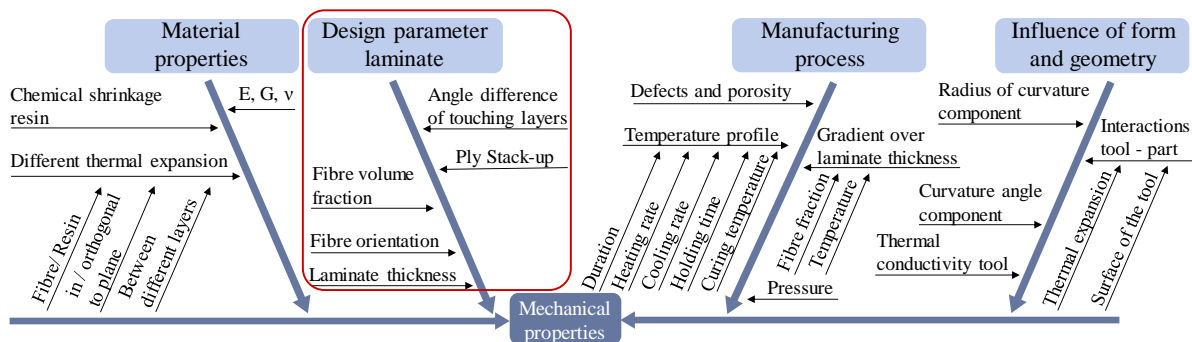 Material
properties
Design parameter
laminate
Manufacturing
process
Influence of form
and geometry
Chemical shrinkage
resin
E, G, ν
Different thermal expansion
Fibre/ Resin
in/ orthogonal
to plane
Between
different layers
Angle difference
of touching layers
Ply Stack-up
Fibre volume
fraction
Fibre orientation
Laminate thickness
Defects and porosity
Temperature profile
Gradient over
laminate thickness
Duration
Heating rate
Cooling rate
Holding time
Curing temperature
Fibre fraction
Temperature
Pressure
Radius of curvature
component
Interactions
tool - part
Curvature angle
component
Thermal
conductivity tool
Thermal expansion
Surface of the tool
Mechanical
properties